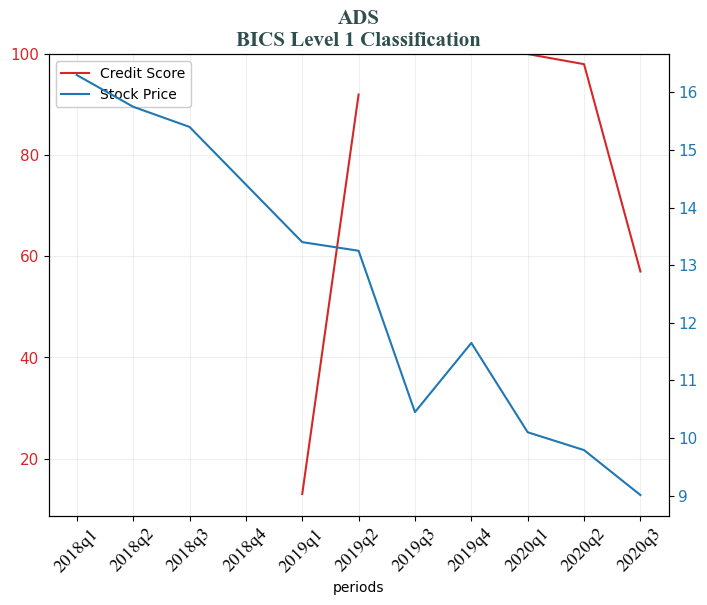 ADS
BICS Level 1 Classification
Credit Score
Stock Price
100
80
60
40
20
16
15
14
13
12
11
10
9
2018q1
2018q2
2018q3
2018q4
2019q1
2019q2
2019q3
2019q4
2020q1
2020q2
2020q3
periods